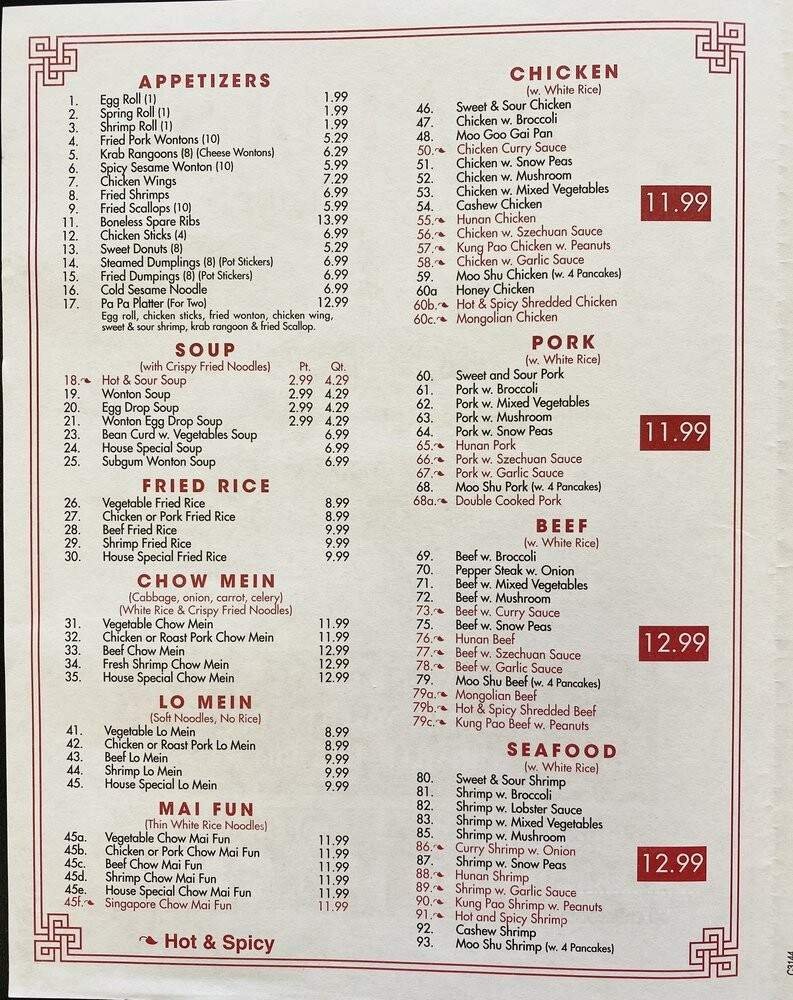 APPETIZERS
1. Egg Roll (1) 1.99
2. Spring Roll (1) 1.99
3. Shrimp Roll (1) 1.99
4. Fried Pork Wontons (10) 5.29
5. Krab Rangoons (8) (Cheese Wontons) 6.29
6. Spicy Sesame Wonton (10) 5.99
7. Chicken Wings 7.29
8. Fried Shrimps 6.99
9. Fried Scallops (10) 5.99
11. Boneless Spare Ribs 13.99
12. Chicken Sticks (4) 6.99
13. Sweet Donuts (8) 5.29
14. Steamed Dumplings (8) (Pot Stickers) 6.99
15. Fried Dumpings (8) (Pot Stickers) 6.99
16. Cold Sesame Noodle 6.99
17. Pa Pa Platter (For Two) 12.99
Egg roll, chicken sticks, fried wonton, chicken wing,
sweet & sour shrimp, krab rangoon & fried Scallop.
SOUP
(with Crispy Fried Noodles) Pt. Qt.
18. Hot & Sour Soup 2.99 4.29
19. Wonton Soup 2.99 4.29
20. Egg Drop Soup 2.99 4.29
21. Wonton Egg Drop Soup 2.99 4.29
23. Bean Curd w. Vegetables Soup 6.99
24. House Special Soup 6.99
25. Subgum Wonton Soup 6.99
FRIED RICE
26. Vegetable Fried Rice 8.99
27. Chicken or Pork Fried Rice 8.99
28. Beef Fried Rice 9.99
29. Shrimp Fried Rice 9.99
30. House Special Fried Rice 9.99
CHOW MEIN
(Cabbage, onion, carrot, celery)
(White Rice & Crispy Fried Noodles)
31. Vegetable Chow Mein 11.99
32. Chicken or Roast Pork Chow Mein 11.99
33. Beef Chow Mein 12.99
34. Fresh Shrimp Chow Mein 12.99
35. House Special Chow Mein 12.99
LO MEIN
(Soft Noodles, No Rice)
41. Vegetable Lo Mein 8.99
42. Chicken or Roast Pork Lo Mein 8.99
43. Beef Lo Mein 9.99
44. Shrimp Lo Mein 9.99
45. House Special Lo Mein 9.99
MAI FUN
(Thin White Rice Noodles)
45a. Vegetable Chow Mai Fun 11.99
45b. Chicken or Pork Chow Mai Fun 11.99
45c. Beef Chow Mai Fun 11.99
45d. Shrimp Chow Mai Fun 11.99
45e. House Special Chow Mai Fun 11.99
45f. Singapore Chow Mai Fun 11.99
Hot & Spicy
CHICKEN
(w. White Rice)
46. Sweet & Sour Chicken
47. Chicken w. Broccoli
48. Moo Goo Gai Pan
50. Chicken Curry Sauce
51. Chicken w. Snow Peas
52. Chicken w. Mushroom
53. Chicken w. Mixed Vegetables
54. Cashew Chicken
11.99
55. Hunan Chicken
56. Chicken w. Szechuan Sauce
57. Kung Pao Chicken w. Peanuts
58. Chicken w. Garlic Sauce
59. Moo Shu Chicken (w. 4 Pancakes)
60a Honey Chicken
60b. Hot & Spicy Shredded Chicken
60c. Mongolian Chicken
PORK
(w. White Rice)
60. Sweet and Sour Pork
61. Pork w. Broccoli
62. Pork w. Mixed Vegetables
63. Pork w. Mushroom
64. Pork w. Snow Peas
11.99
65. Hunan Pork
66. Pork w. Szechuan Sauce
67. Pork w. Garlic Sauce
68. Moo Shu Pork (w. 4 Pancakes)
68a. Double Cooked Pork
BEEF
(w. White Rice)
69. Beef w. Broccoli
70. Pepper Steak w. Onion
71. Beef w. Mixed Vegetables
72. Beef w. Mushroom
73. Beef w. Curry Sauce
75. Beef w. Snow Peas
76. Hunan Beef
12.99
77. Beef w. Szechuan Sauce
78. Beef w. Garlic Sauce
79. Moo Shu Beef (w. 4 Pancakes)
79a. Mongolian Beef
79b. Hot & Spicy Shredded Beef
79c. Kung Pao Beef w. Peanuts
SEAFOOD
(w. White Rice)
80. Sweet & Sour Shrimp
81. Shrimp w. Broccoli
82. Shrimp w. Lobster Sauce
83. Shrimp w. Mixed Vegetables
85. Shrimp w. Mushroom
86. Curry Shrimp w. Onion
87. Shrimp w. Snow Peas
12.99
88. Hunan Shrimp
89. Shrimp w. Garlic Sauce
90. Kung Pao Shrimp w. Peanuts
91. Hot and Spicy Shrimp
92. Cashew Shrimp
93. Moo Shu Shrimp (w. 4 Pancakes)
C3144